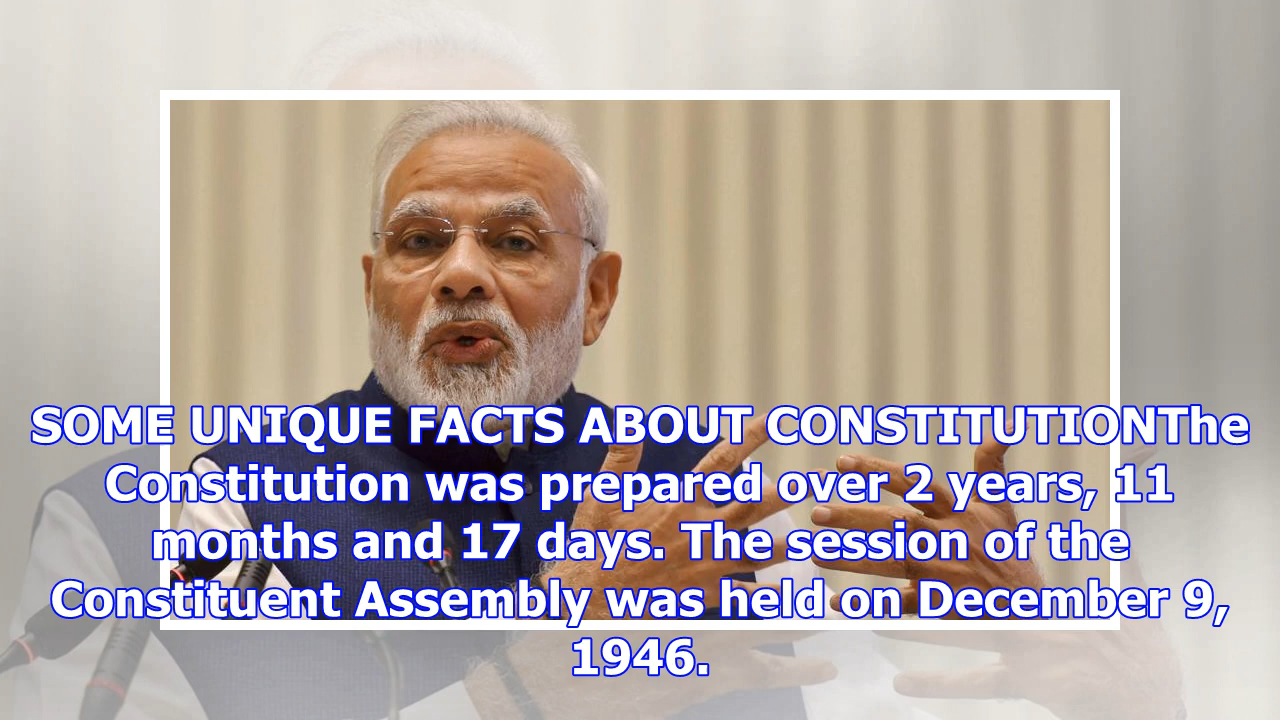 SOME UNIQUE FACTS ABOUT CONSTITUTIONThe
Constitution was prepared over 2 years, 11
months and 17 days. The session of the
Constituent Assembly was held on December 9,
1946.